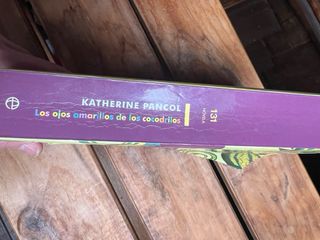 KATHERINE PANCOL
Los ojos amarillos de los cocodrilos
131
NOVELA